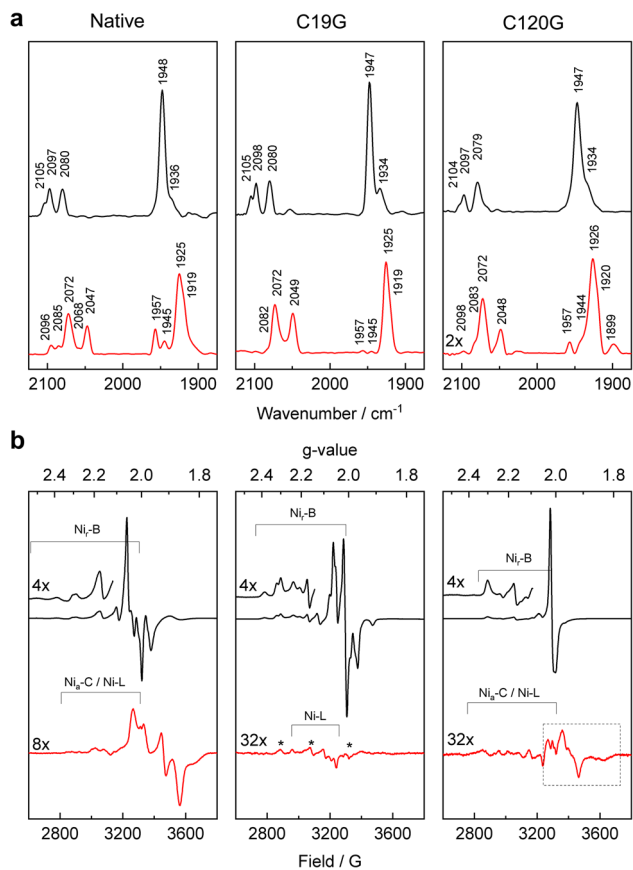 a
Native
C19G
C120G
2105
2097
2080
1948
1936
2105
2098
2080
1947
1934
2104
2097
2079
1947
1934
2096
2085
2072
2068
2047
1957
1945
1925
1919
2082
2072
2049
1957
1945
1925
1919
2x
2098
2083
2072
2048
1957
1944
1926
1920
1899
2100 2000 1900
2100 2000 1900
2100 2000 1900
Wavenumber / cm⁻¹
b
g-value
2.4 2.2 2.0 1.8
2.4 2.2 2.0 1.8
2.4 2.2 2.0 1.8
Niᵣ-B
4x
Niₐ-C / Ni-L
8x
Niᵣ-B
4x
Ni-L
32x
* * *
Niᵣ-B
4x
Niₐ-C / Ni-L
32x
2800 3200 3600
2800 3200 3600
2800 3200 3600
Field / G